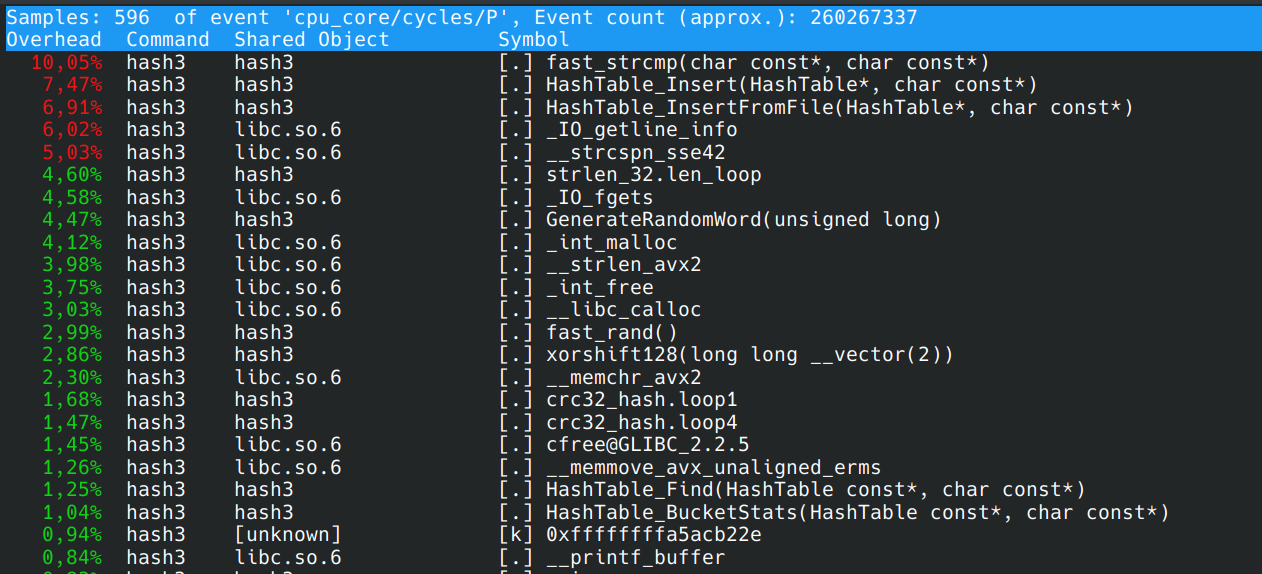 Samples: 596  of event 'cpu_core/cycles/P', Event count (approx.): 260267337
Overhead  Command  Shared Object         Symbol
10,05%  hash3    hash3                 [.] fast_strcmp(char const*, char const*)
7,47%  hash3    hash3                 [.] HashTable_Insert(HashTable*, char const*)
6,91%  hash3    hash3                 [.] HashTable_InsertFromFile(HashTable*, char const*)
6,02%  hash3    libc.so.6             [.] _IO_getline_info
5,03%  hash3    libc.so.6             [.] __strcspn_sse42
4,60%  hash3    hash3                 [.] strlen_32.len_loop
4,58%  hash3    libc.so.6             [.] _IO_fgets
4,47%  hash3    hash3                 [.] GenerateRandomWord(unsigned long)
4,12%  hash3    libc.so.6             [.] _int_malloc
3,98%  hash3    libc.so.6             [.] __strlen_avx2
3,75%  hash3    libc.so.6             [.] _int_free
3,03%  hash3    libc.so.6             [.] __libc_calloc
2,99%  hash3    hash3                 [.] fast_rand()
2,86%  hash3    hash3                 [.] xorshift128(long long __vector(2))
2,30%  hash3    libc.so.6             [.] __memchr_avx2
1,68%  hash3    hash3                 [.] crc32_hash.loop1
1,47%  hash3    hash3                 [.] crc32_hash.loop4
1,45%  hash3    libc.so.6             [.] cfree@GLIBC_2.2.5
1,26%  hash3    libc.so.6             [.] __memmove_avx_unaligned_erms
1,25%  hash3    hash3                 [.] HashTable_Find(HashTable const*, char const*)
1,04%  hash3    hash3                 [.] HashTable_BucketStats(HashTable const*, char const*)
0,94%  hash3    [unknown]             [k] 0xffffffffa5acb22e
0,84%  hash3    libc.so.6             [.] __printf_buffer